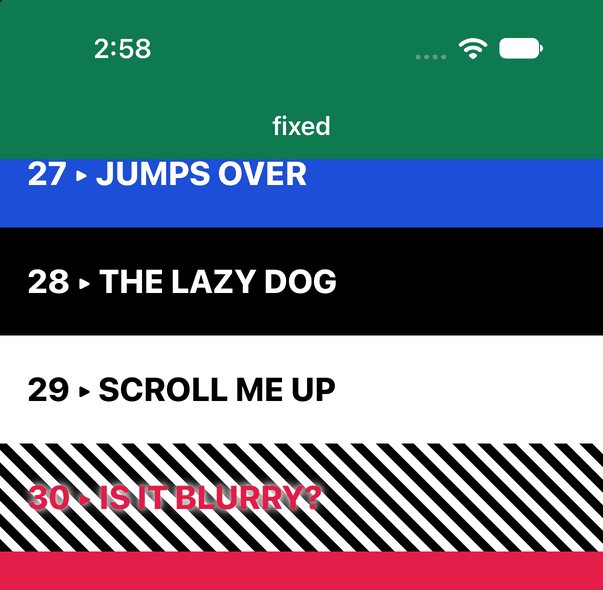 2:58
fixed
27 ▸ JUMPS OVER
28 ▸ THE LAZY DOG
29 ▸ SCROLL ME UP
30 ▸ IS IT BLURRY?